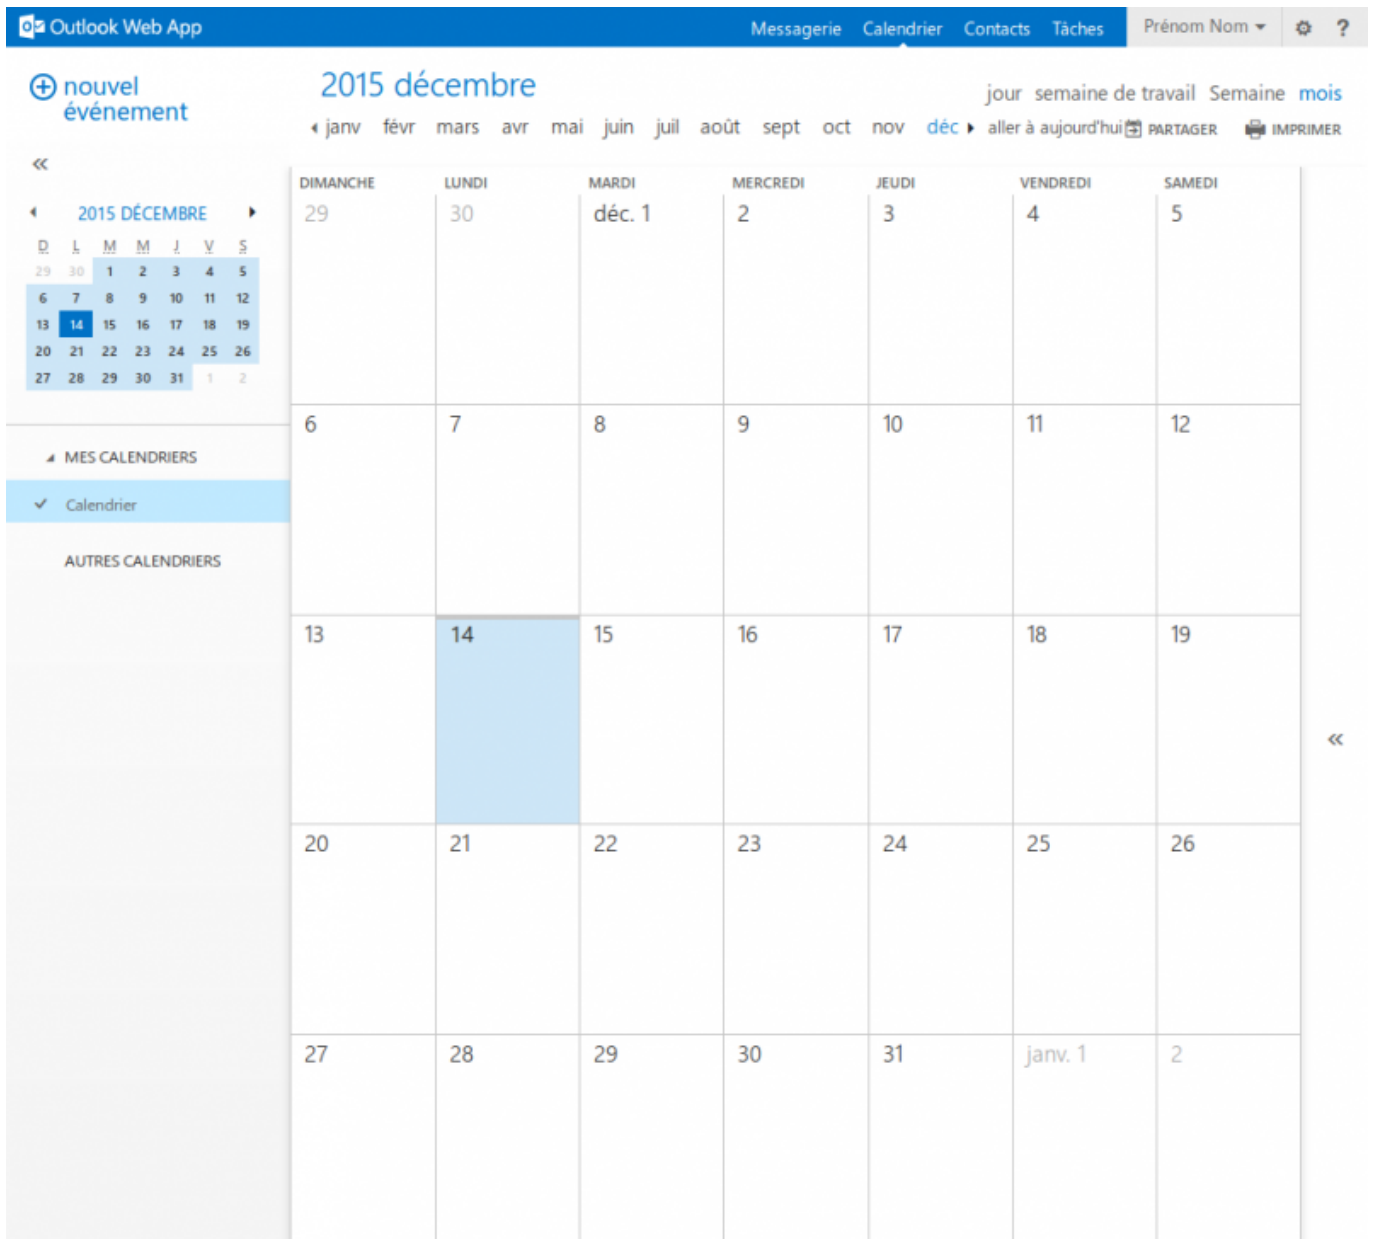 Outlook Web App
Messagerie Calendrier Contacts Tâches Prénom Nom ?
nouvel
événement
2015 décembre
jour semaine de travail Semaine mois
janv févr mars avr mai juin juil août sept oct nov déc aller à aujourd'hui PARTAGER IMPRIMER
2015 DÉCEMBRE
D L M M J V S
29 30 1 2 3 4 5
6 7 8 9 10 11 12
13 14 15 16 17 18 19
20 21 22 23 24 25 26
27 28 29 30 31 1 2
MES CALENDRIERS
Calendrier
AUTRES CALENDRIERS
DIMANCHE LUNDI MARDI MERCREDI JEUDI VENDREDI SAMEDI
29 30 déc. 1 2 3 4 5
6 7 8 9 10 11 12
13 14 15 16 17 18 19
20 21 22 23 24 25 26
27 28 29 30 31 janv. 1 2